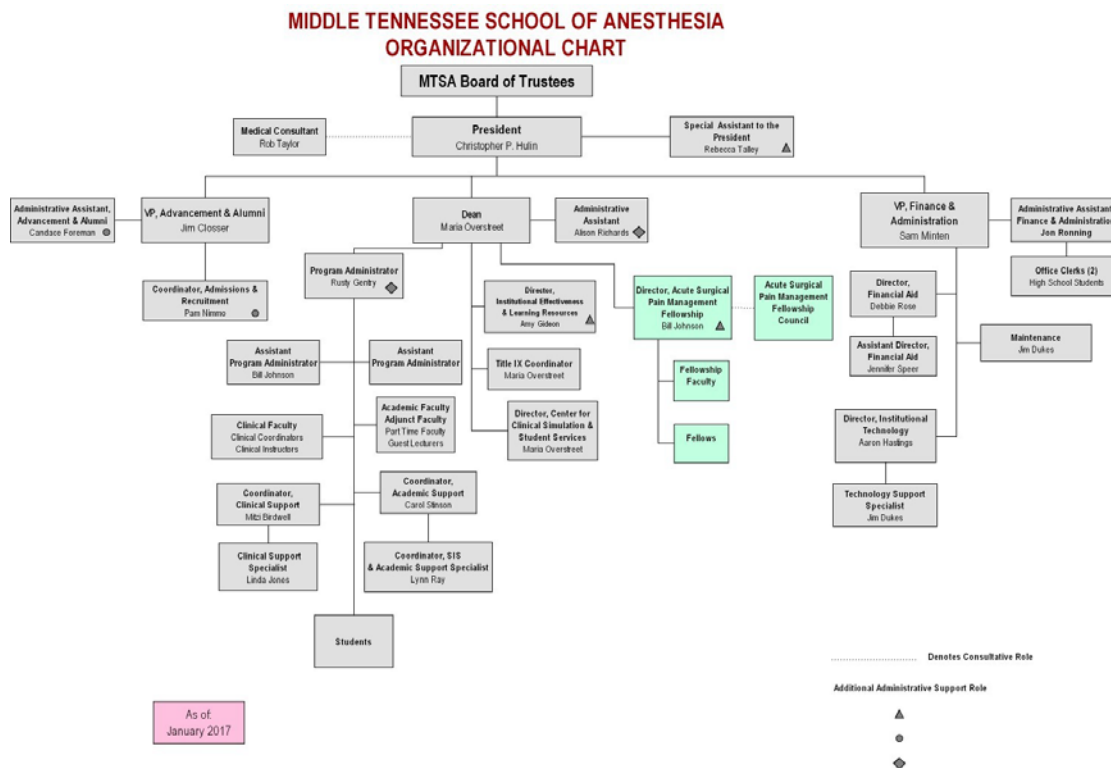 MIDDLE TENNESSEE SCHOOL OF ANESTHESIA
ORGANIZATIONAL CHART
MTSA Board of Trustees
Medical Consultant
Rob Taylor
President
Christopher P. Hulin
Special Assistant to the
President
Rebecca Talley
Administrative Assistant,
Advancement & Alumni
Candace Foreman
VP, Advancement & Alumni
Jim Closser
Dean
Maria Overstreet
Administrative
Assistant
Alison Richards
VP, Finance &
Administration
Sam Minten
Administrative Assistant
Finance & Administration
Jon Ronning
Office Clerks (2)
High School Students
Coordinator, Admissions &
Recruitment
Pam Nimmo
Program Administrator
Rusty Gentry
Director,
Institutional Effectiveness
& Learning Resources
Amy Gideon
Director, Acute Surgical
Pain Management
Fellowship
Bill Johnson
Acute Surgical
Pain Management
Fellowship
Council
Director,
Financial Aid
Debbie Rose
Assistant Director,
Financial Aid
Jennifer Speer
Maintenance
Jim Dukes
Assistant
Program Administrator
Bill Johnson
Assistant
Program Administrator
Title IX Coordinator
Maria Overstreet
Fellowship
Faculty
Clinical Faculty
Clinical Coordinators
Clinical Instructors
Academic Faculty
Adjunct Faculty
Part Time Faculty
Guest Lecturers
Director, Center for
Clinical Simulation &
Student Services
Maria Overstreet
Fellows
Director, Institutional
Technology
Aaron Hastings
Coordinator,
Clinical Support
Mitzi Birdwell
Coordinator,
Academic Support
Carol Stinson
Technology Support
Specialist
Jim Dukes
Clinical Support
Specialist
Linda Jones
Coordinator, SIS
& Academic Support Specialist
Lynn Ray
Students
Denotes Consultative Role
Additional Administrative Support Role
As of:
January 2017